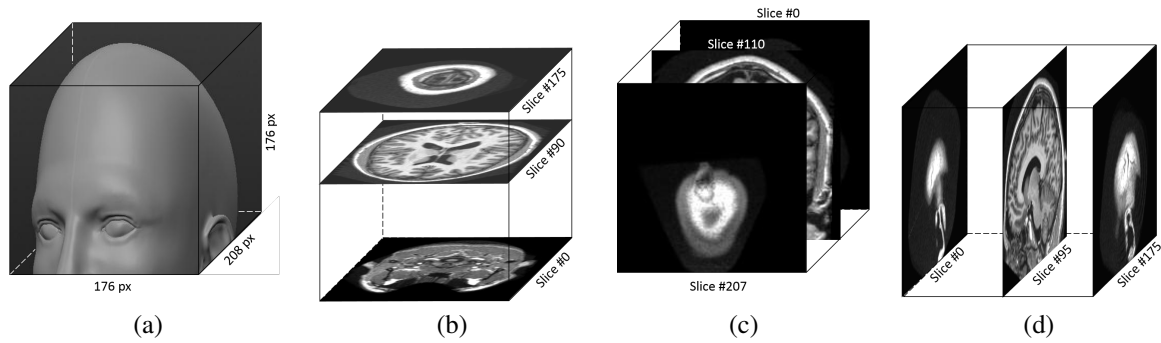 176 px
208 px
176 px
(a)
Slice #175
Slice #90
Slice #0
(b)
Slice #0
Slice #110
Slice #207
(c)
Slice #0
Slice #95
Slice #175
(d)